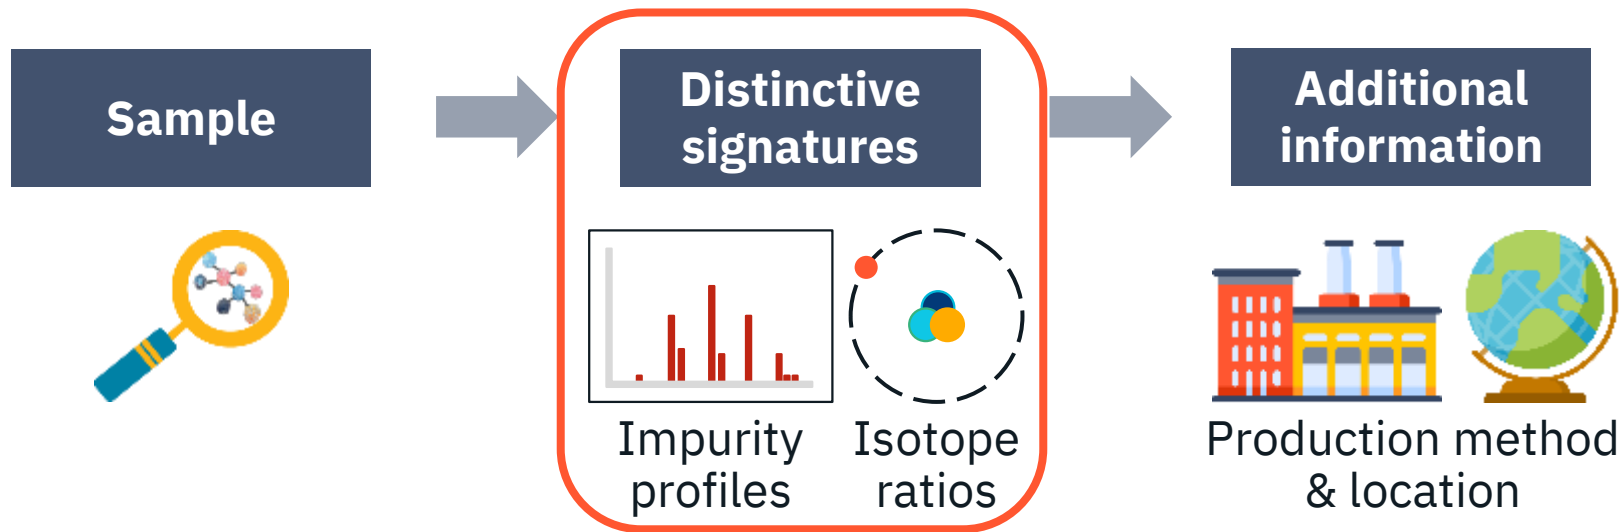 Sample
Distinctive
signatures
Additional
information
Impurity
profiles
Isotope
ratios
Production method
& location